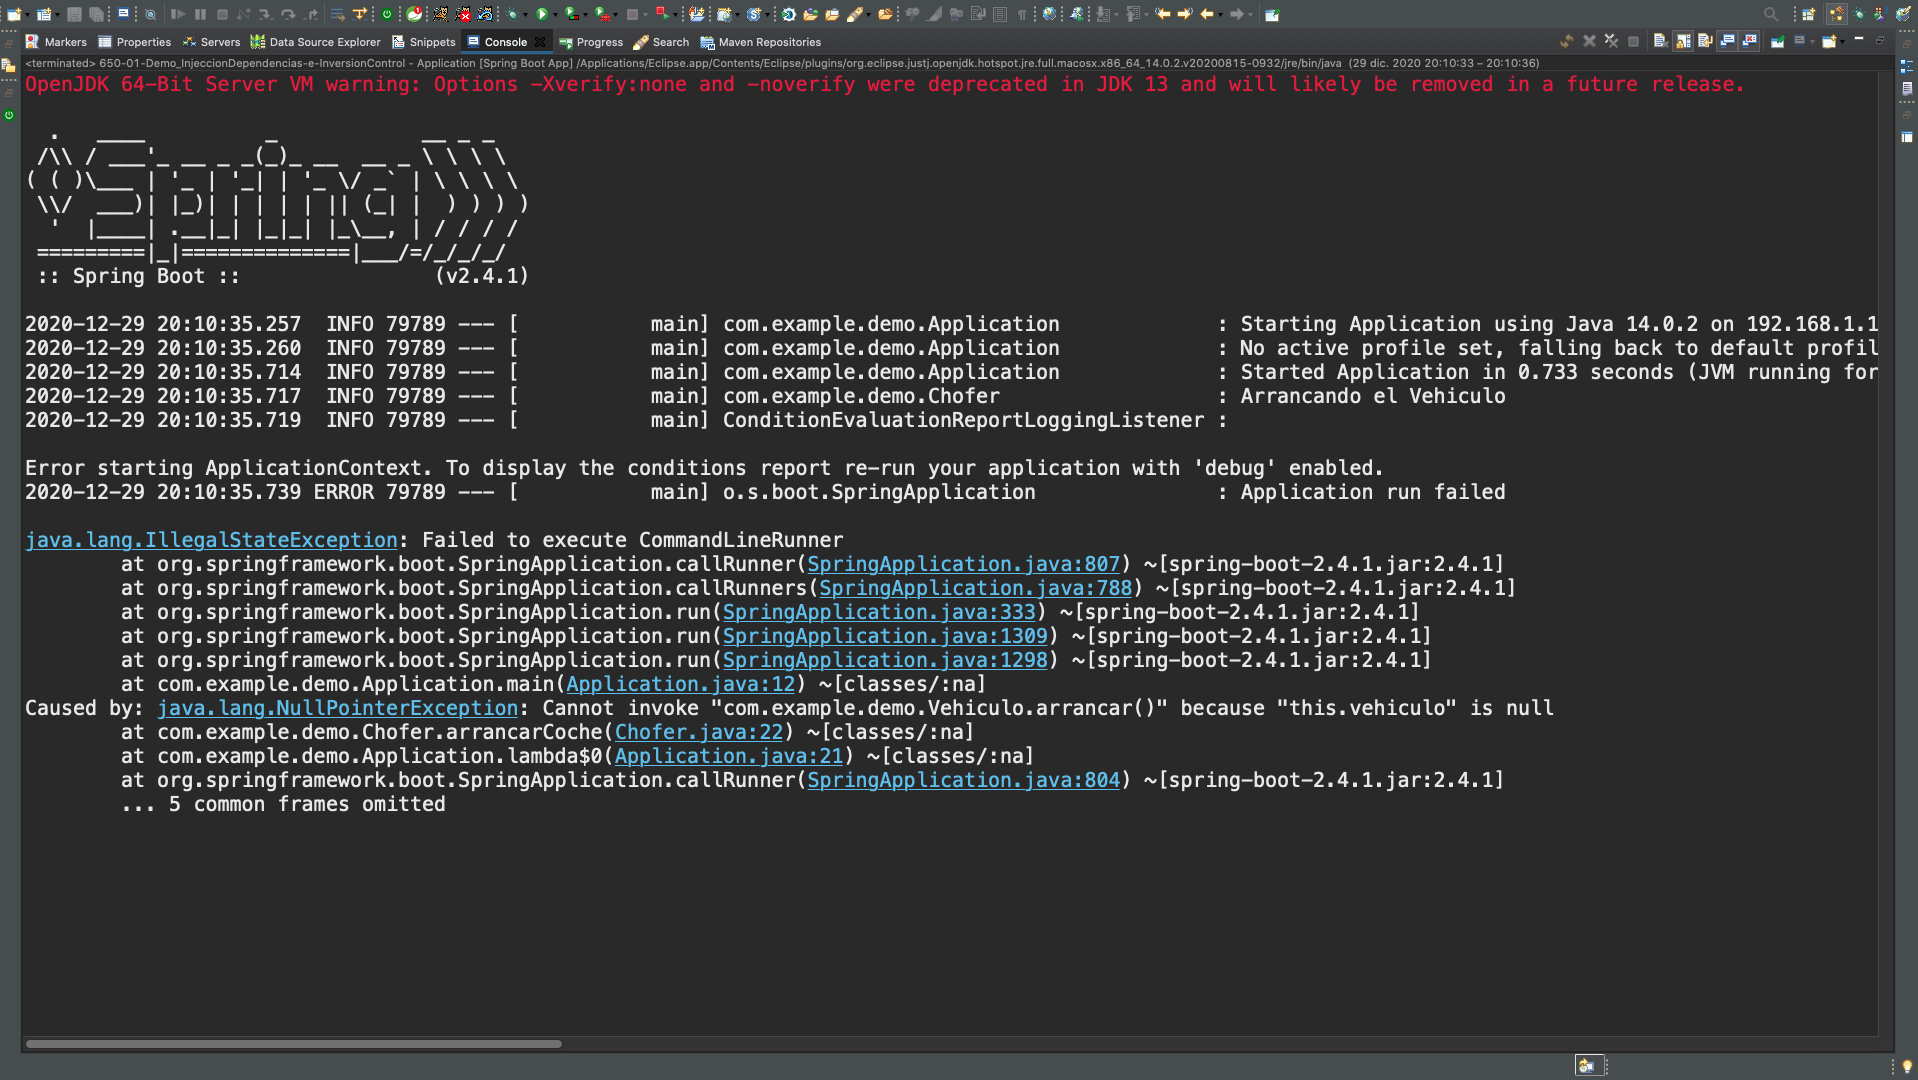 Markers Properties Servers Data Source Explorer Snippets Console Progress Search Maven Repositories
<terminated> 650-01-Demo_InjeccionDependencias-e-InversionControl - Application [Spring Boot App] /Applications/Eclipse.app/Contents/Eclipse/plugins/org.eclipse.justj.openjdk.hotspot.jre.full.macosx.x86_64_14.0.2.v20200815-0932/jre/bin/java (29 dic. 2020 20:10:33 – 20:10:36)
OpenJDK 64-Bit Server VM warning: Options -Xverify:none and -noverify were deprecated in JDK 13 and will likely be removed in a future release.
  .   ____          _            __ _ _
 /\\ / ___'_ __ _ _(_)_ __  __ _ \ \ \ \
( ( )\___ | '_ | '_| | '_ \/ _` | \ \ \ \
 \\/  ___)| |_)| | | | | || (_| |  ) ) ) )
  '  |____| .__|_| |_|_| |_\__, | / / / /
 =========|_|==============|___/=/_/_/_/
 :: Spring Boot ::                (v2.4.1)
2020-12-29 20:10:35.257  INFO 79789 --- [           main] com.example.demo.Application             : Starting Application using Java 14.0.2 on 192.168.1.1
2020-12-29 20:10:35.260  INFO 79789 --- [           main] com.example.demo.Application             : No active profile set, falling back to default profil
2020-12-29 20:10:35.714  INFO 79789 --- [           main] com.example.demo.Application             : Started Application in 0.733 seconds (JVM running for
2020-12-29 20:10:35.717  INFO 79789 --- [           main] com.example.demo.Chofer                  : Arrancando el Vehiculo
2020-12-29 20:10:35.719  INFO 79789 --- [           main] ConditionEvaluationReportLoggingListener :
Error starting ApplicationContext. To display the conditions report re-run your application with 'debug' enabled.
2020-12-29 20:10:35.739 ERROR 79789 --- [           main] o.s.boot.SpringApplication               : Application run failed
java.lang.IllegalStateException: Failed to execute CommandLineRunner
        at org.springframework.boot.SpringApplication.callRunner(SpringApplication.java:807) ~[spring-boot-2.4.1.jar:2.4.1]
        at org.springframework.boot.SpringApplication.callRunners(SpringApplication.java:788) ~[spring-boot-2.4.1.jar:2.4.1]
        at org.springframework.boot.SpringApplication.run(SpringApplication.java:333) ~[spring-boot-2.4.1.jar:2.4.1]
        at org.springframework.boot.SpringApplication.run(SpringApplication.java:1309) ~[spring-boot-2.4.1.jar:2.4.1]
        at org.springframework.boot.SpringApplication.run(SpringApplication.java:1298) ~[spring-boot-2.4.1.jar:2.4.1]
        at com.example.demo.Application.main(Application.java:12) ~[classes/:na]
Caused by: java.lang.NullPointerException: Cannot invoke "com.example.demo.Vehiculo.arrancar()" because "this.vehiculo" is null
        at com.example.demo.Chofer.arrancarCoche(Chofer.java:22) ~[classes/:na]
        at com.example.demo.Application.lambda$0(Application.java:21) ~[classes/:na]
        at org.springframework.boot.SpringApplication.callRunner(SpringApplication.java:804) ~[spring-boot-2.4.1.jar:2.4.1]
        ... 5 common frames omitted